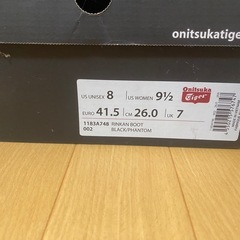 onitsukatige
US UNISEX 8 US WOMEN 9½
Onitsuka Tiger
EURO 41.5 CM 26.0 UK 7
1183A748 RINKAN BOOT
002 BLACK/PHANTOM